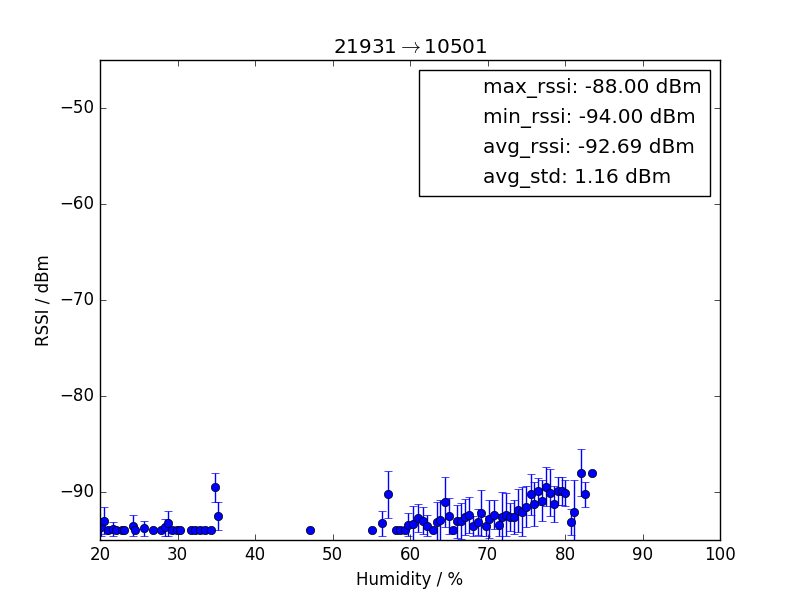 21931→10501
max_rssi: -88.00 dBm
min_rssi: -94.00 dBm
avg_rssi: -92.69 dBm
avg_std: 1.16 dBm
RSSI / dBm
−50
−60
−70
−80
−90
20 30 40 50 60 70 80 90 100
Humidity / %